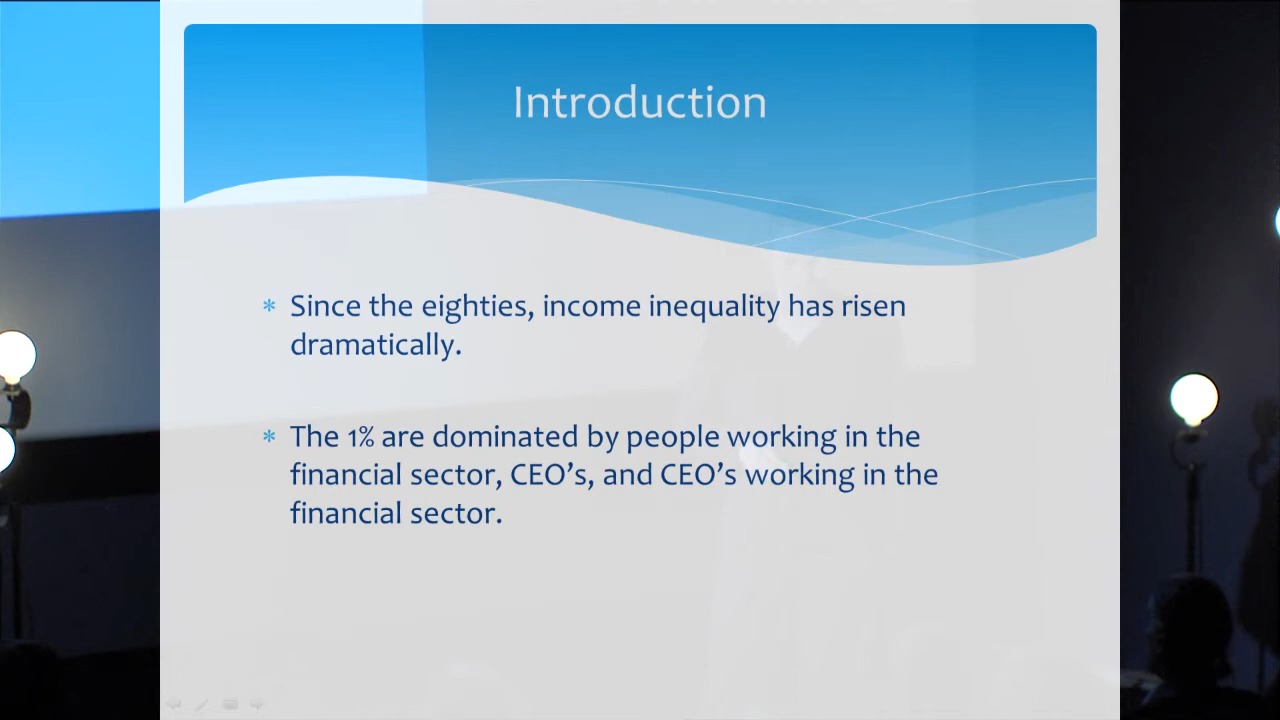 Introduction
* Since the eighties, income inequality has risen
dramatically.
* The 1% are dominated by people working in the
financial sector, CEO’s, and CEO’s working in the
financial sector.